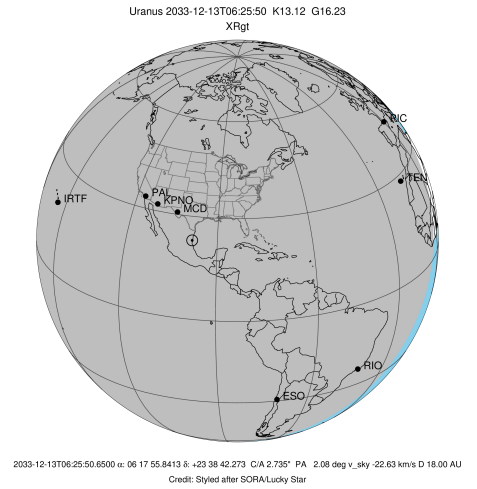 Uranus 2033-12-13T06:25:50 K13.12 G16.23
XRgt
RIC
TEN
PAL
KPNO
IRTF
MCD
RIO
ESO
2033-12-13T06:25:50.6500 α: 06 17 55.8413 δ: +23 38 42.273 C/A 2.735" PA 2.08 deg v_sky -22.63 km/s D 18.00 AU
Credit: Styled after SORA/Lucky Star